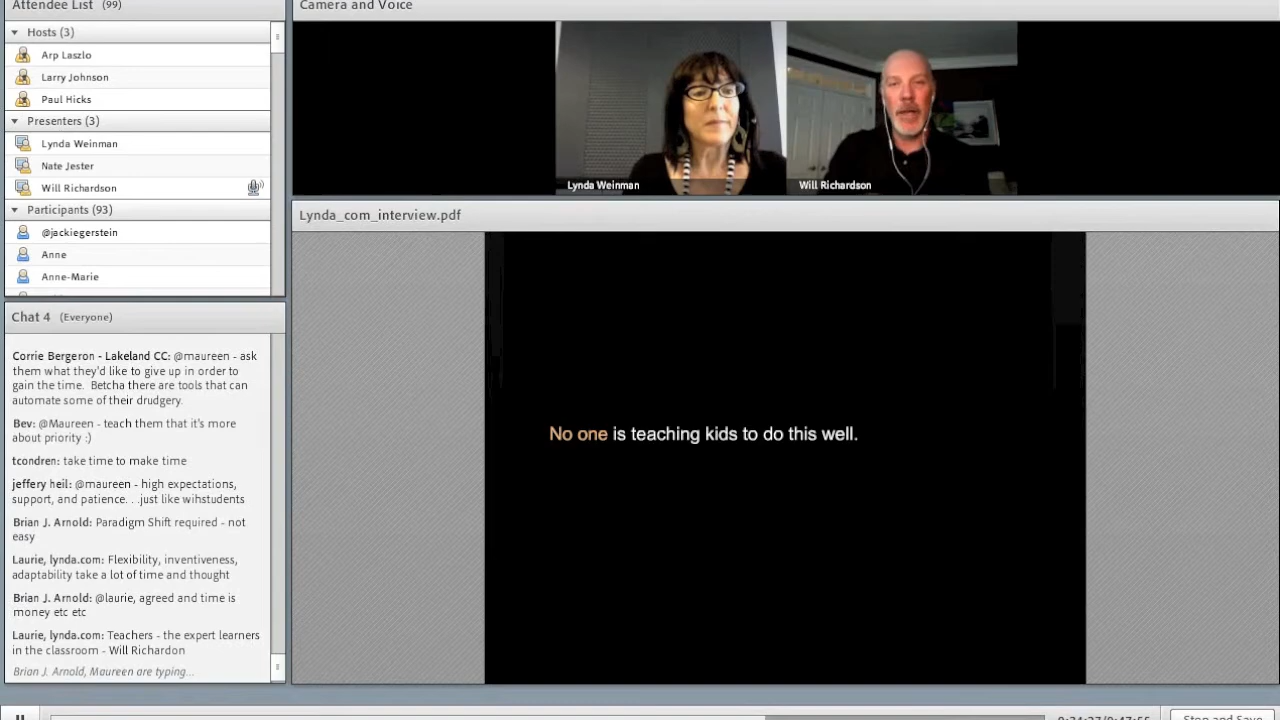 Attendee List (99)
Hosts (3)
Arp Laszlo
Larry Johnson
Paul Hicks
Presenters (3)
Lynda Weinman
Nate Jester
Will Richardson
Participants (93)
@jackiegerstein
Anne
Anne-Marie
Chat 4 (Everyone)
Corrie Bergeron - Lakeland CC: @maureen - ask
them what they'd like to give up in order to
gain the time. Betcha there are tools that can
automate some of their drudgery.
Bev: @Maureen - teach them that it's more
about priority :)
tcondren: take time to make time
jeffery heil: @maureen - high expectations,
support, and patience. . .just like wihstudents
Brian J. Arnold: Paradigm Shift required - not
easy
Laurie, lynda.com: Flexibility, inventiveness,
adaptability take a lot of time and thought
Brian J. Arnold: @laurie, agreed and time is
money etc etc
Laurie, lynda.com: Teachers - the expert learners
in the classroom - Will Richardon
Brian J. Arnold, Maureen are typing...
Camera and Voice
Lynda Weinman
Will Richardson
Lynda_com_interview.pdf
No one is teaching kids to do this well.
Stop and Save